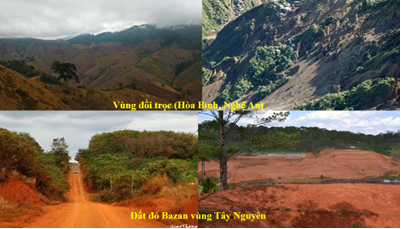 Vùng đồi trọc (Hòa Bình, Nghệ An)
Đất đỏ Bazan vùng Tây Nguyên